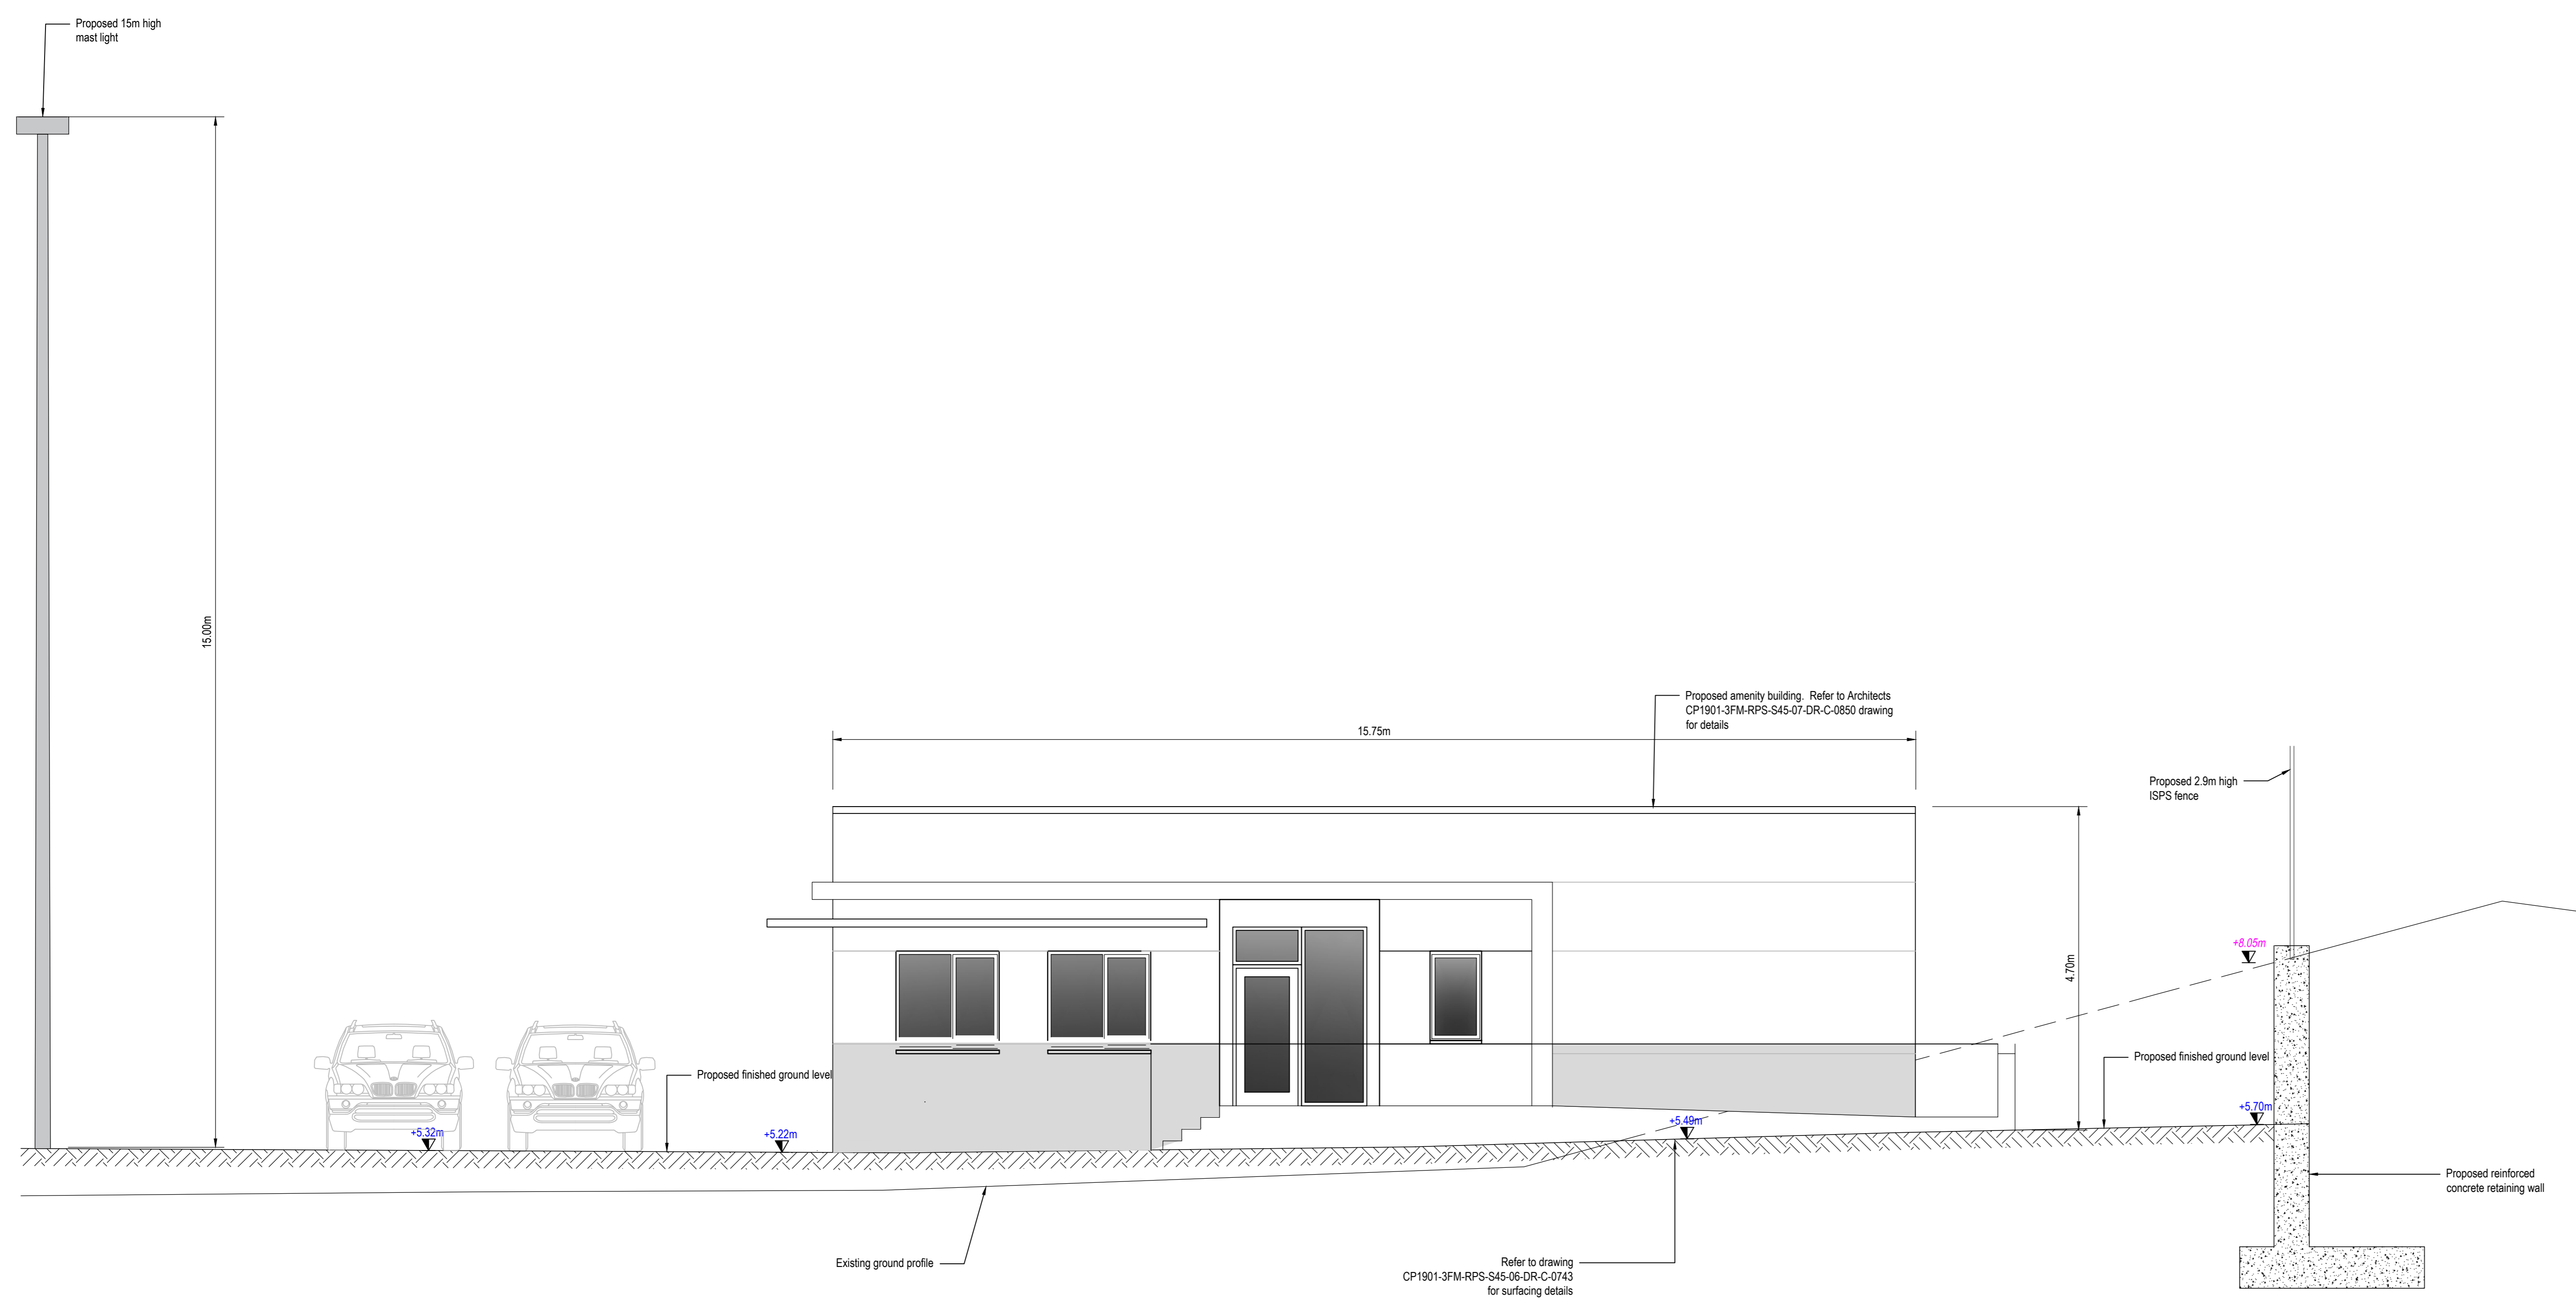 Proposed 15m high
mast light
15.00m
Proposed amenity building. Refer to Architects
CP1901-3FM-RPS-S45-07-DR-C-0850 drawing
for details
15.75m
Proposed 2.9m high
ISPS fence
+8.05m
4.70m
Proposed finished ground level
Proposed finished ground level
+5.32m
+5.22m
+5.49m
+5.70m
Proposed reinforced
concrete retaining wall
Existing ground profile
Refer to drawing
CP1901-3FM-RPS-S45-06-DR-C-0743
for surfacing details